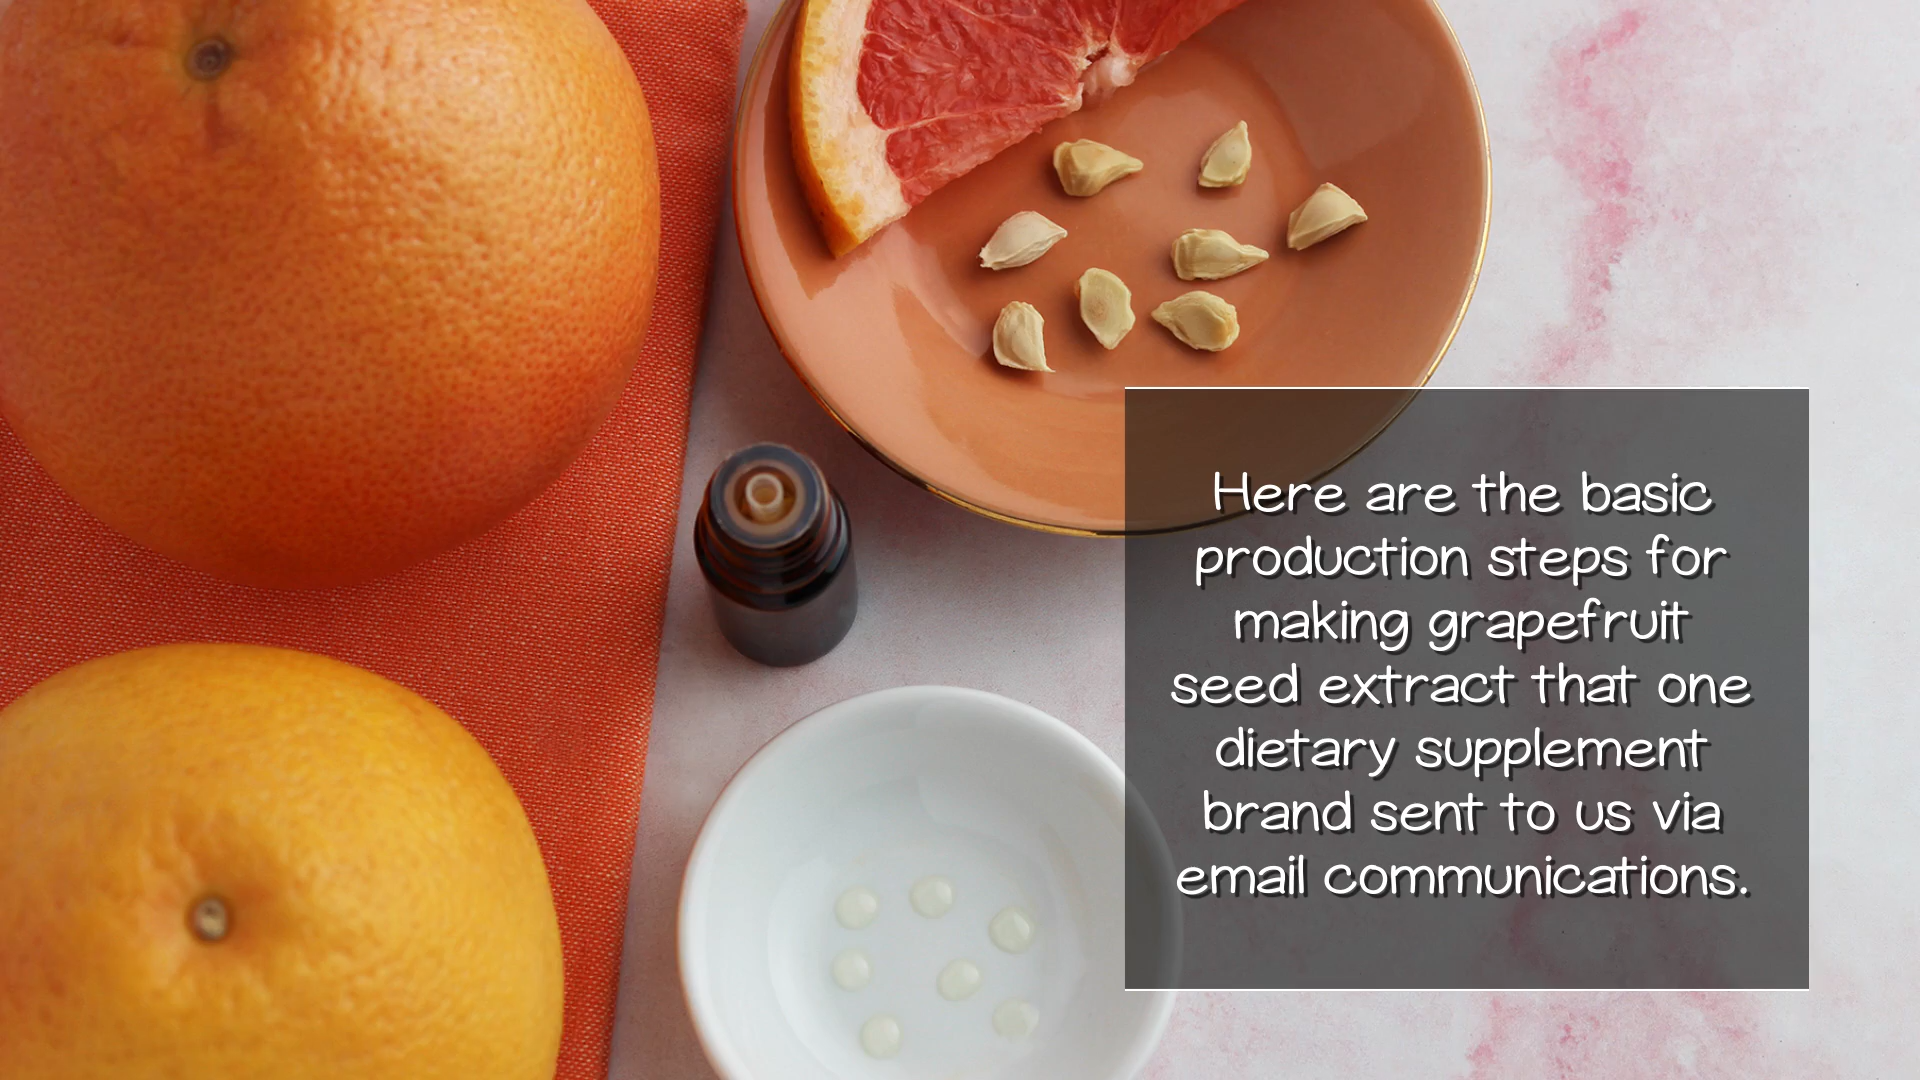 Here are the basic
production steps for
making grapefruit
seed extract that one
dietary supplement
brand sent to us via
email communications.